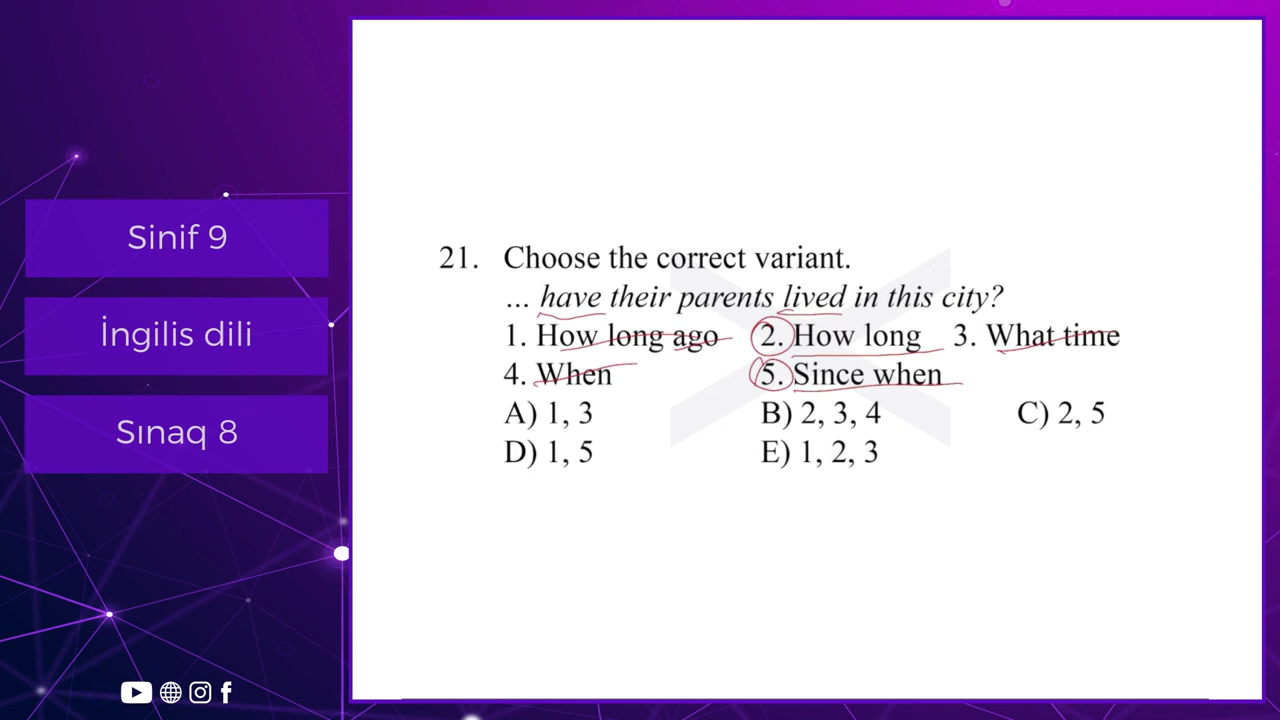 Sinif 9
İngilis dili
Sınaq 8
21. Choose the correct variant.
... have their parents lived in this city?
1. How long ago 2. How long 3. What time
4. When 5. Since when
A) 1, 3 B) 2, 3, 4 C) 2, 5
D) 1, 5 E) 1, 2, 3